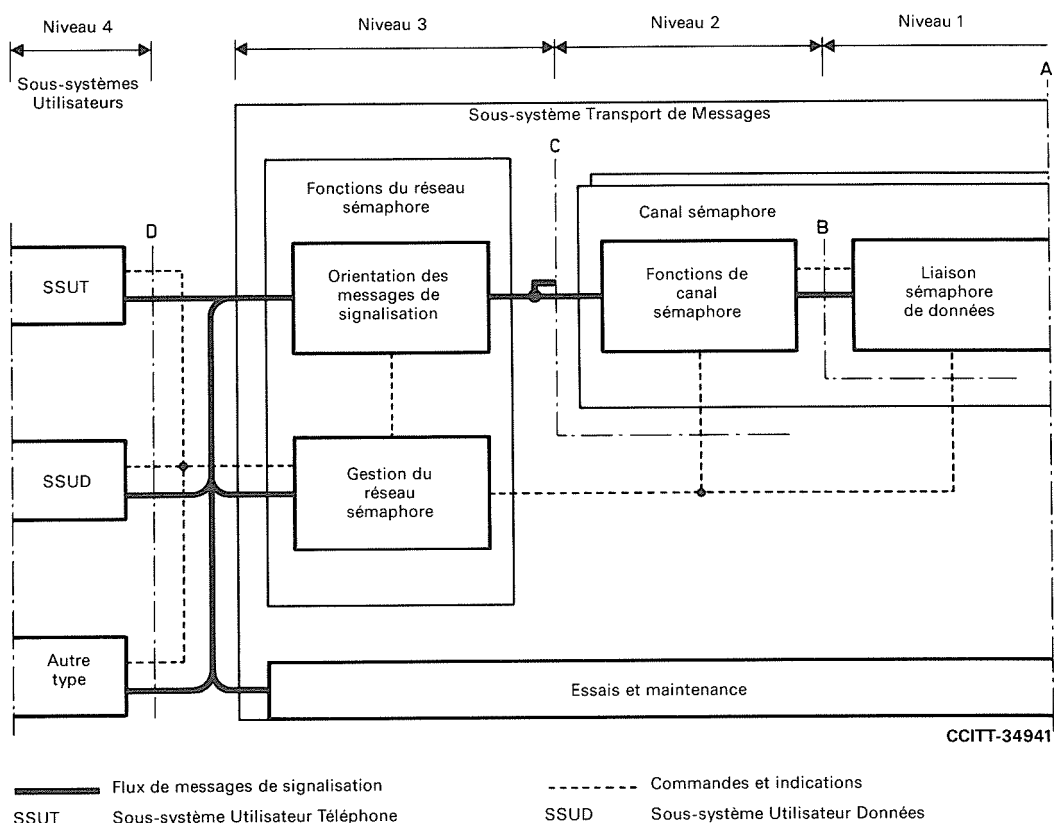 Niveau 4
Niveau 3
Niveau 2
Niveau 1
Sous-systèmes
Utilisateurs
A
Sous-système Transport de Messages
C
Fonctions du réseau
sémaphore
Canal sémaphore
D
B
SSUT
Orientation des
messages de
signalisation
Fonctions de
canal
sémaphore
Liaison
sémaphore
de données
SSUD
Gestion du
réseau
sémaphore
Autre
type
Essais et maintenance
CCITT-34941
Flux de messages de signalisation
Commandes et indications
SSUT Sous-système Utilisateur Téléphone
SSUD Sous-système Utilisateur Données